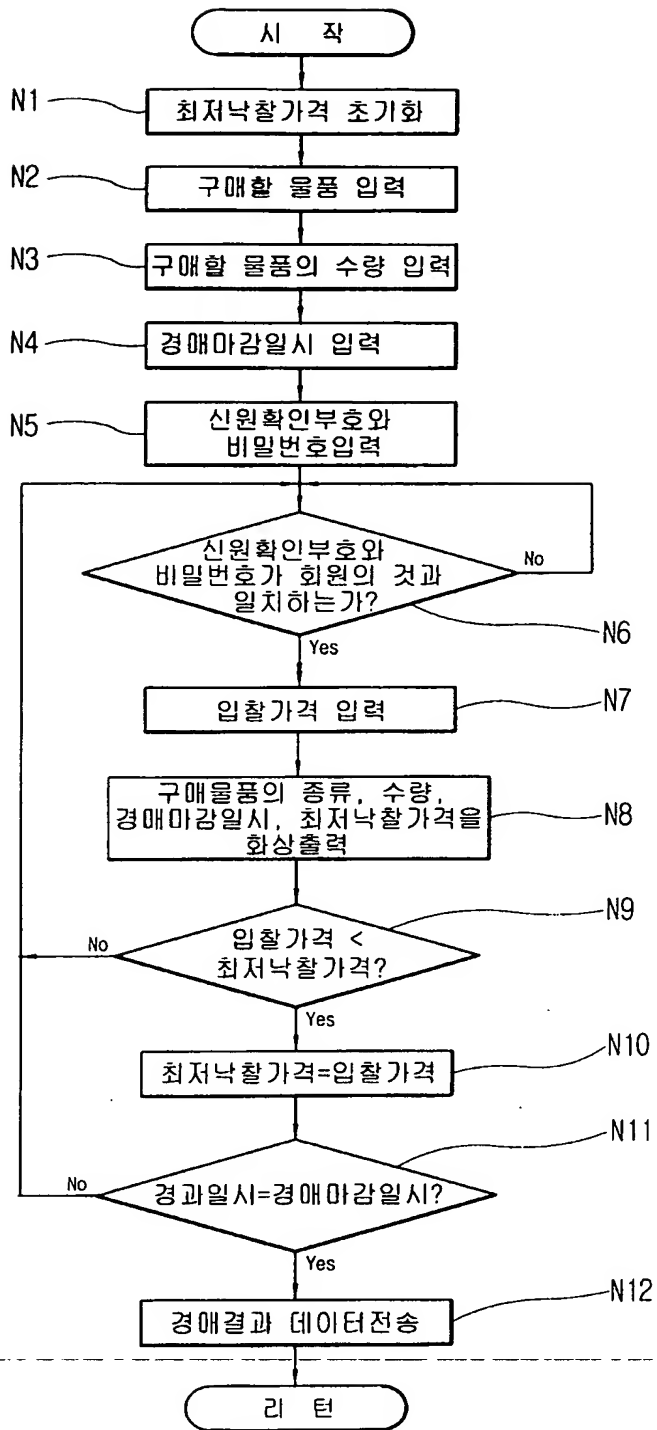 시 작
N1
최저낙찰가격 초기화
N2
구매할 물품 입력
N3
구매할 물품의 수량 입력
N4
경매마감일시 입력
N5
신원확인부호와
비밀번호입력
신원확인부호와
비밀번호가 회원의 것과
일치하는가?
No
N6
Yes
입찰가격 입력
N7
구매물품의 종류, 수량,
경매마감일시, 최저낙찰가격을
화상출력
N8
N9
No
입찰가격 <
최저낙찰가격?
Yes
최저낙찰가격=입찰가격
N10
N11
No
경과일시=경매마감일시?
Yes
N12
경매결과 데이터전송
리 턴